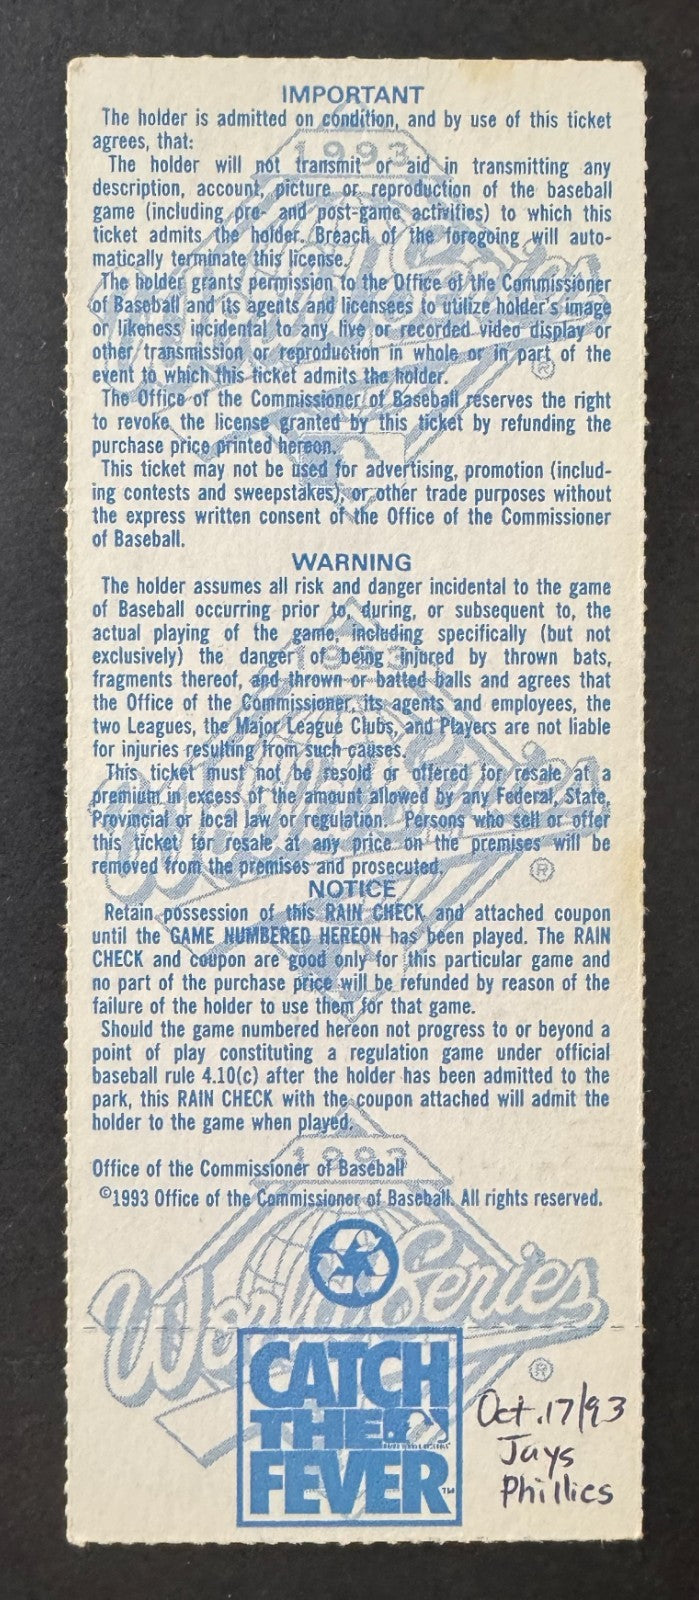 IMPORTANT
The holder is admitted on condition, and by use of this ticket
agrees, that:
The holder will not transmit or aid in transmitting any
description, account, picture or reproduction of the baseball
game (including pre- and post-game activities) to which this
ticket admits the holder. Breach of the foregoing will auto-
matically terminate this license.
The holder grants permission to the Office of the Commissioner
of Baseball and its agents and licensees to utilize holder's image
or likeness incidental to any live or recorded video display or
other transmission or reproduction in whole or in part of the
event to which this ticket admits the holder.
The Office of the Commissioner of Baseball reserves the right
to revoke the license granted by this ticket by refunding the
purchase price printed hereon.
This ticket may not be used for advertising, promotion (includ-
ing contests and sweepstakes) or other trade purposes without
the express written consent of the Office of the Commissioner
of Baseball.
WARNING
The holder assumes all risk and danger incidental to the game
of Baseball occurring prior to, during, or subsequent to, the
actual playing of the game, including specifically (but not
exclusively) the danger of being injured by thrown bats,
fragments thereof, and thrown or batted balls and agrees that
the Office of the Commissioner, its agents and employees, the
two Leagues, the Major League Clubs, and Players are not liable
for injuries resulting from such causes.
This ticket must not be resold or offered for resale at a
premium in excess of the amount allowed by any Federal, State,
Provincial or local law or regulation. Persons who sell or offer
this ticket for resale at any price on the premises will be
removed from the premises and prosecuted.
NOTICE
Retain possession of this RAIN CHECK and attached coupon
until the GAME NUMBERED HEREON has been played. The RAIN
CHECK and coupon are good only for this particular game and
no part of the purchase price will be refunded by reason of the
failure of the holder to use them for that game.
Should the game numbered hereon not progress to or beyond a
point of play constituting a regulation game under official
baseball rule 4.10(c) after the holder has been admitted to the
park, this RAIN CHECK with the coupon attached will admit the
holder to the game when played.
Office of the Commissioner of Baseball
©1993 Office of the Commissioner of Baseball. All rights reserved.
1993
World Series ®
1993
World Series ®
1993
World Series ®
CATCH
THE
FEVER™
Oct. 17/93
Jays
Phillies